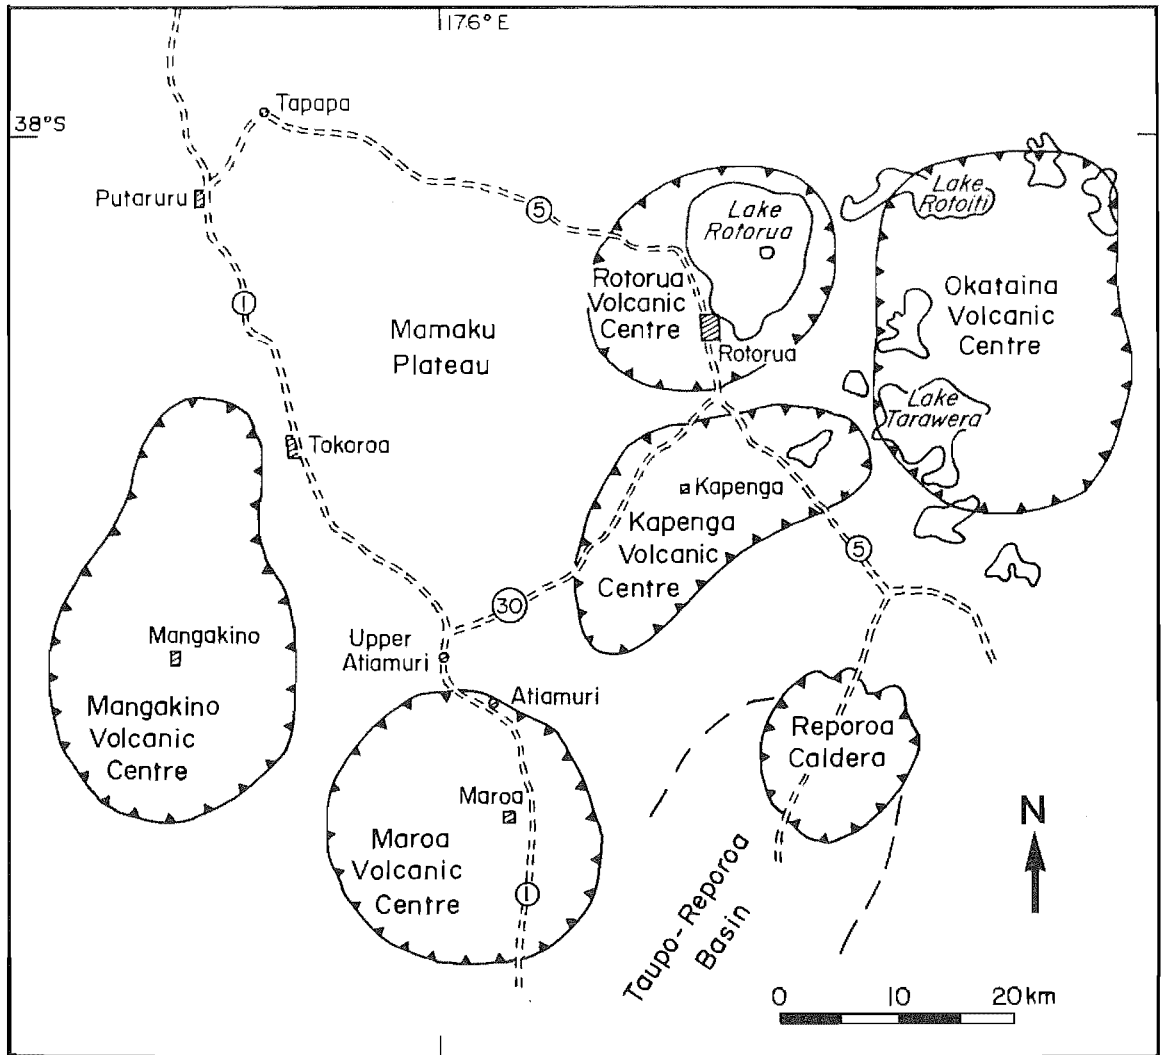 176°E
38°S
Tapapa
Putaruru
5
Lake
Rotorua
Lake
Rotoiti
1
Rotorua
Volcanic
Centre
Okataina
Volcanic
Centre
Mamaku
Plateau
Rotorua
Lake
Tarawera
Tokoroa
Kapenga
Kapenga
Volcanic
Centre
5
30
Mangakino
Upper
Atiamuri
Atiamuri
Mangakino
Volcanic
Centre
Reporoa
Caldera
Maroa
Maroa
Volcanic
Centre
1
Taupo-Reporoa
Basin
N
0 10 20 km